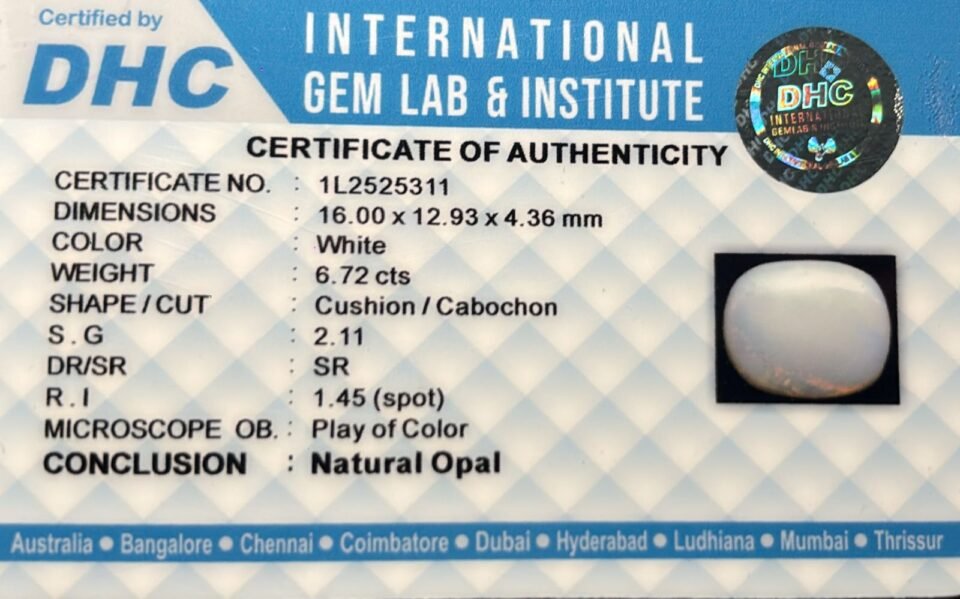 Certified by
DHC
INTERNATIONAL
GEM LAB & INSTITUTE
DHC
DHC
INTERNATIONAL
GEMLAB & INSTITUTE
CERTIFICATE OF AUTHENTICITY
CERTIFICATE NO. : 1L2525311
DIMENSIONS : 16.00 x 12.93 x 4.36 mm
COLOR : White
WEIGHT : 6.72 cts
SHAPE / CUT : Cushion / Cabochon
S . G : 2.11
DR/SR : SR
R . I : 1.45 (spot)
MICROSCOPE OB. : Play of Color
CONCLUSION : Natural Opal
Australia ● Bangalore ● Chennai ● Coimbatore ● Dubai ● Hyderabad ● Ludhiana ● Mumbai ● Thrissur